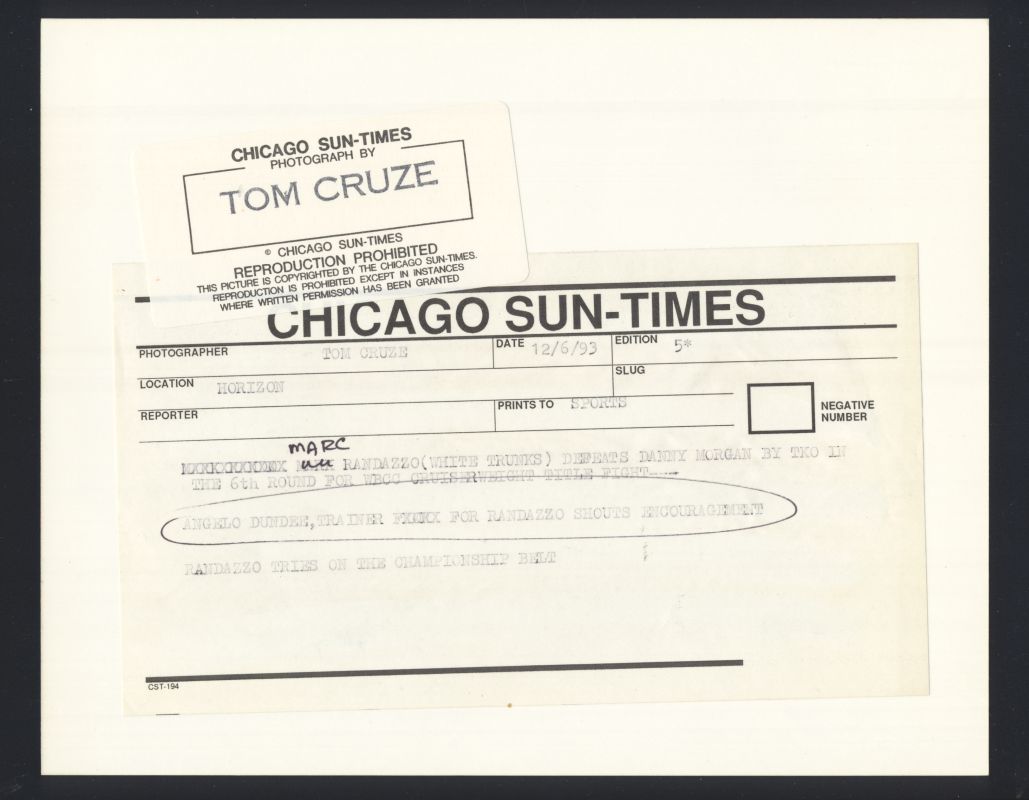 CHICAGO SUN-TIMES
PHOTOGRAPH BY
TOM CRUZE
© CHICAGO SUN-TIMES
REPRODUCTION PROHIBITED
THIS PICTURE IS COPYRIGHTED BY THE CHICAGO SUN-TIMES.
REPRODUCTION IS PROHIBITED EXCEPT IN INSTANCES
WHERE WRITTEN PERMISSION HAS BEEN GRANTED
CHICAGO SUN-TIMES
PHOTOGRAPHER TOM CRUZE DATE 12/6/93 EDITION 5*
LOCATION HORIZON SLUG
REPORTER PRINTS TO SPORTS NEGATIVE NUMBER
MARC
RANDAZZO(WHITE TRUNKS) DEFEATS DANNY MORGAN BY TKO IN
THE 6th ROUND FOR WBCC CRUISERWEIGHT TITLE FIGHT
ANGELO DUNDEE,TRAINER FOR RANDAZZO SHOUTS ENCOURAGEMENT
RANDAZZO TRIES ON THE CHAMPIONSHIP BELT
CST-194